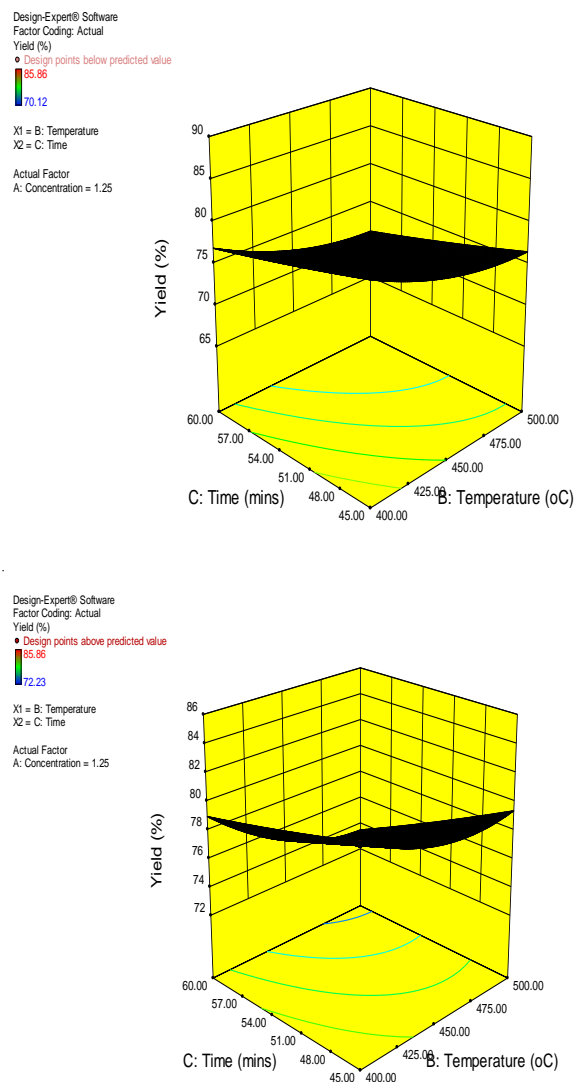 Design-Expert® Software
Factor Coding: Actual
Yield (%)
Design points below predicted value
85.86
70.12
X1 = B: Temperature
X2 = C: Time
Actual Factor
A: Concentration = 1.25
90
85
80
75
70
65
Yield (%)
60.00
57.00
54.00
51.00
48.00
45.00
C: Time (mins)
400.00
425.00
450.00
475.00
500.00
B: Temperature (oC)
.
Design-Expert® Software
Factor Coding: Actual
Yield (%)
Design points above predicted value
85.86
72.23
X1 = B: Temperature
X2 = C: Time
Actual Factor
A: Concentration = 1.25
86
84
82
80
78
76
74
72
Yield (%)
60.00
57.00
54.00
51.00
48.00
45.00
C: Time (mins)
400.00
425.00
450.00
475.00
500.00
B: Temperature (oC)